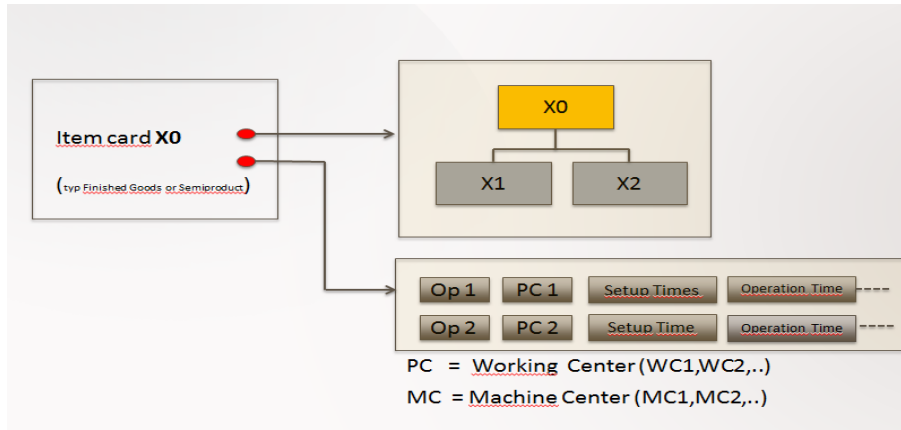 Item card X0
(typ Finished Goods or Semiproduct)
X0
X1 X2
Op 1 PC 1 Setup Times Operation Time
Op 2 PC 2 Setup Time Operation Time
PC = Working Center (WC1,WC2,..)
MC = Machine Center (MC1,MC2,..)